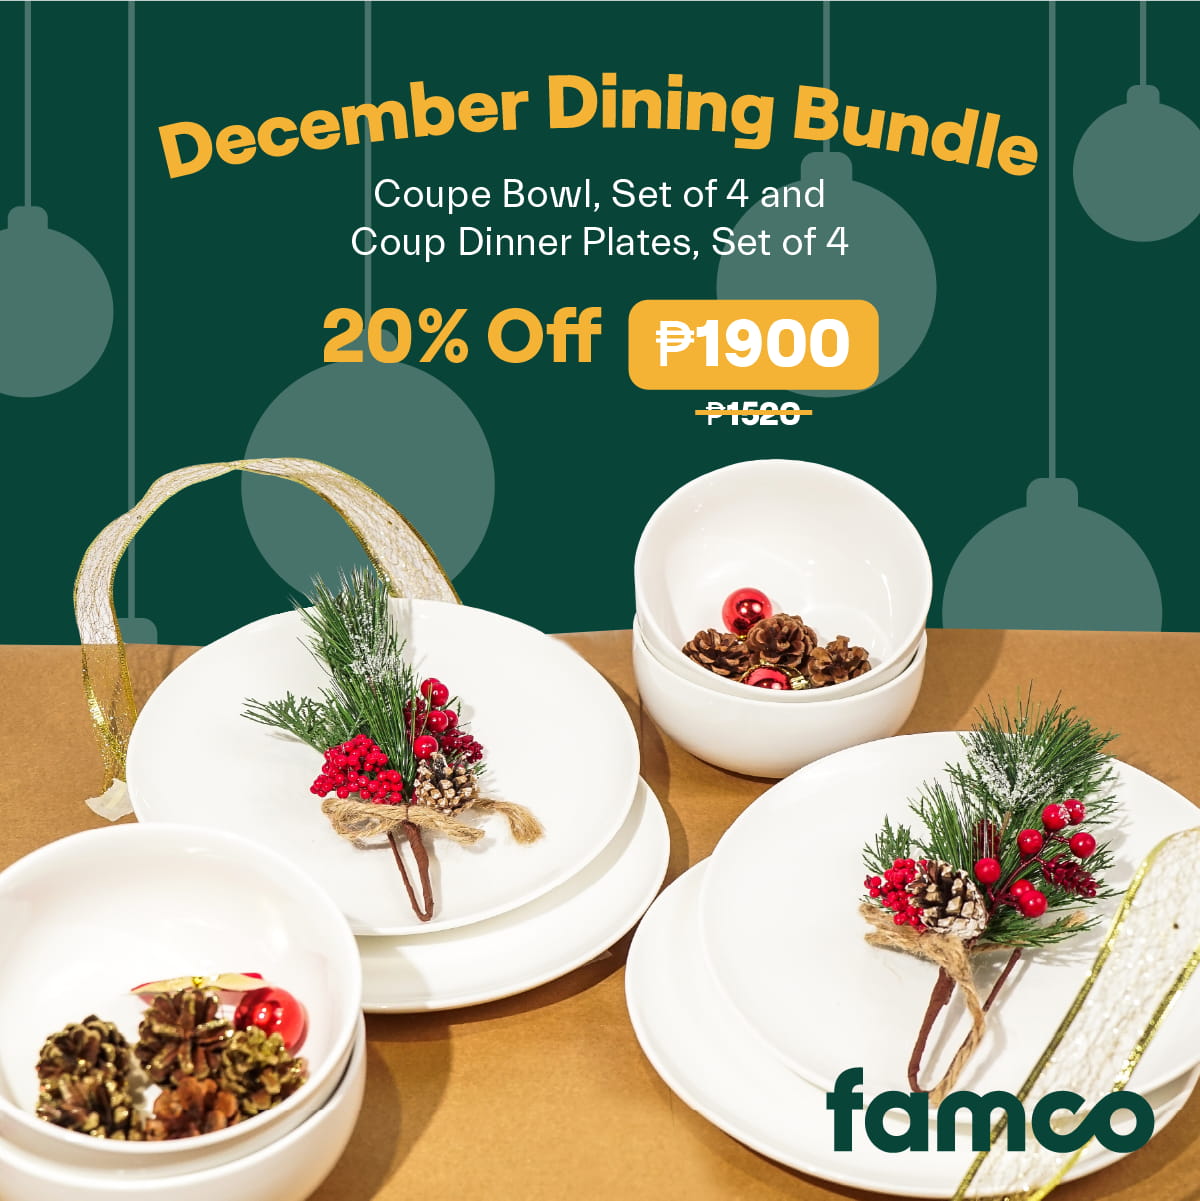 December Dining Bundle
Coupe Bowl, Set of 4 and
Coup Dinner Plates, Set of 4
20% Off ₱1900
₱1520
famco